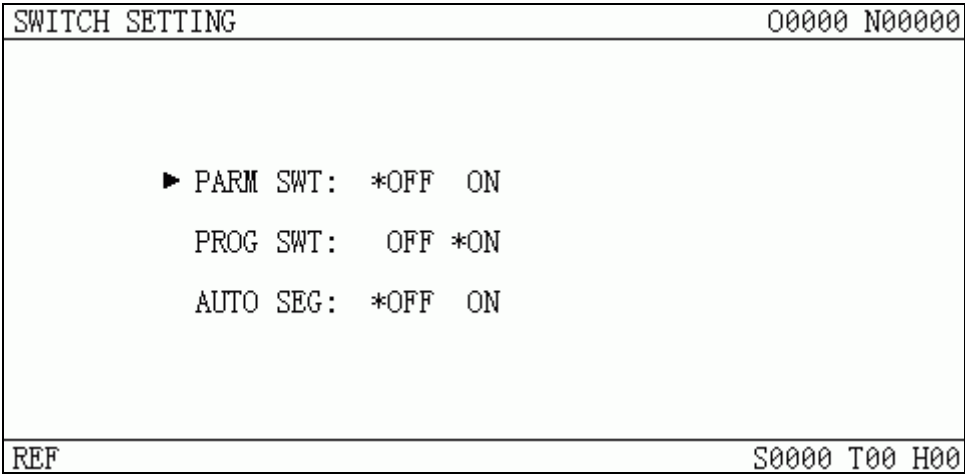 SWITCH SETTING O0000 N00000
► PARM SWT: *OFF ON
PROG SWT: OFF *ON
AUTO SEG: *OFF ON
REF S0000 T00 H00